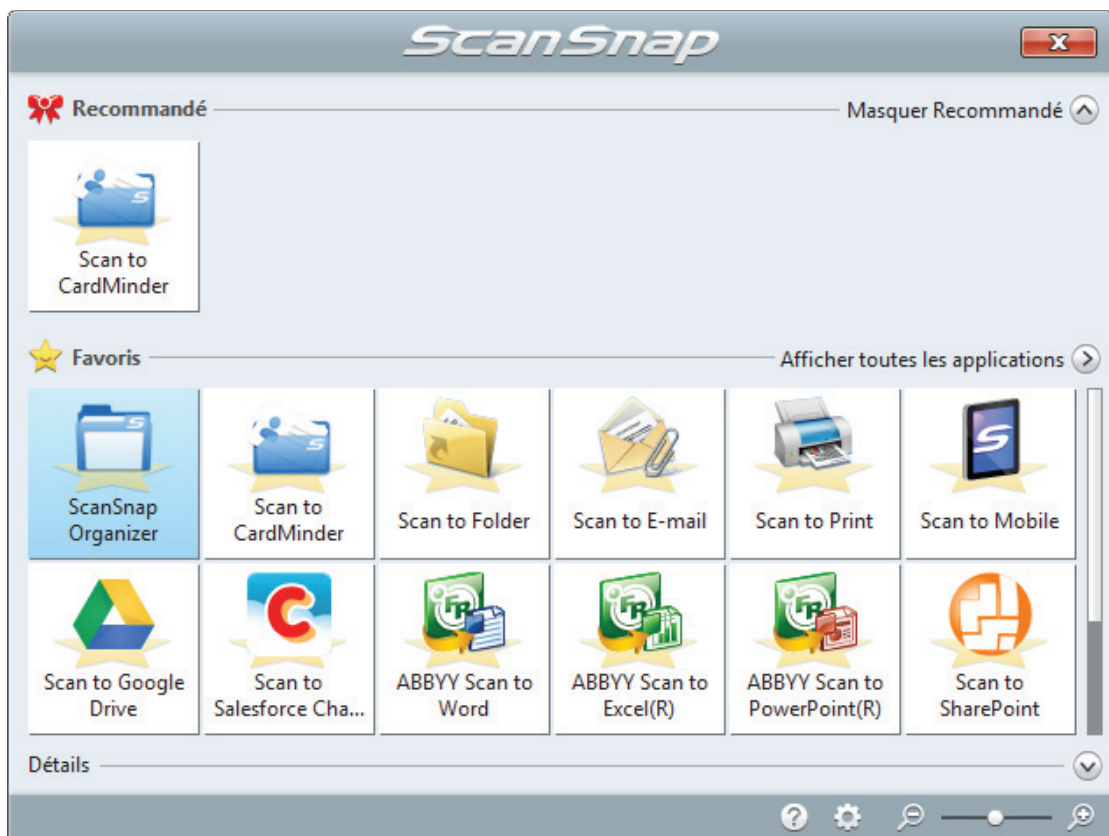 ScanSnap
Recommandé
Masquer Recommandé
Scan to
CardMinder
Favoris
Afficher toutes les applications
ScanSnap
Organizer
Scan to
CardMinder
Scan to Folder
Scan to E-mail
Scan to Print
Scan to Mobile
Scan to Google
Drive
Scan to
Salesforce Cha...
ABBYY Scan to
Word
ABBYY Scan to
Excel(R)
ABBYY Scan to
PowerPoint(R)
Scan to
SharePoint
Détails